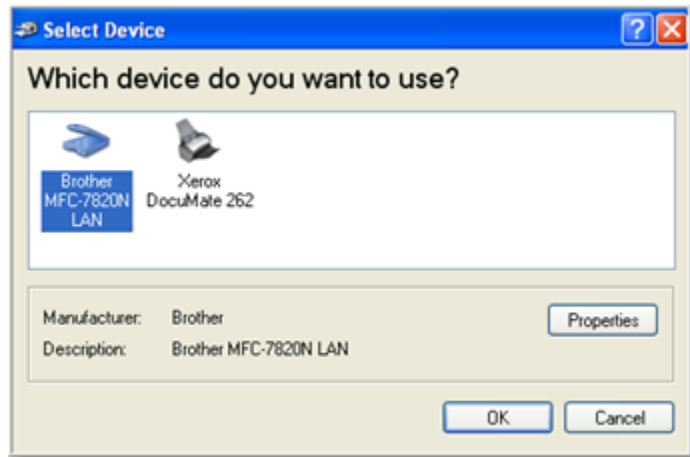 Select Device
Which device do you want to use?
Brother
MFC-7820N
LAN
Xerox
DocuMate 262
Manufacturer: Brother
Properties
Description: Brother MFC-7820N LAN
OK Cancel